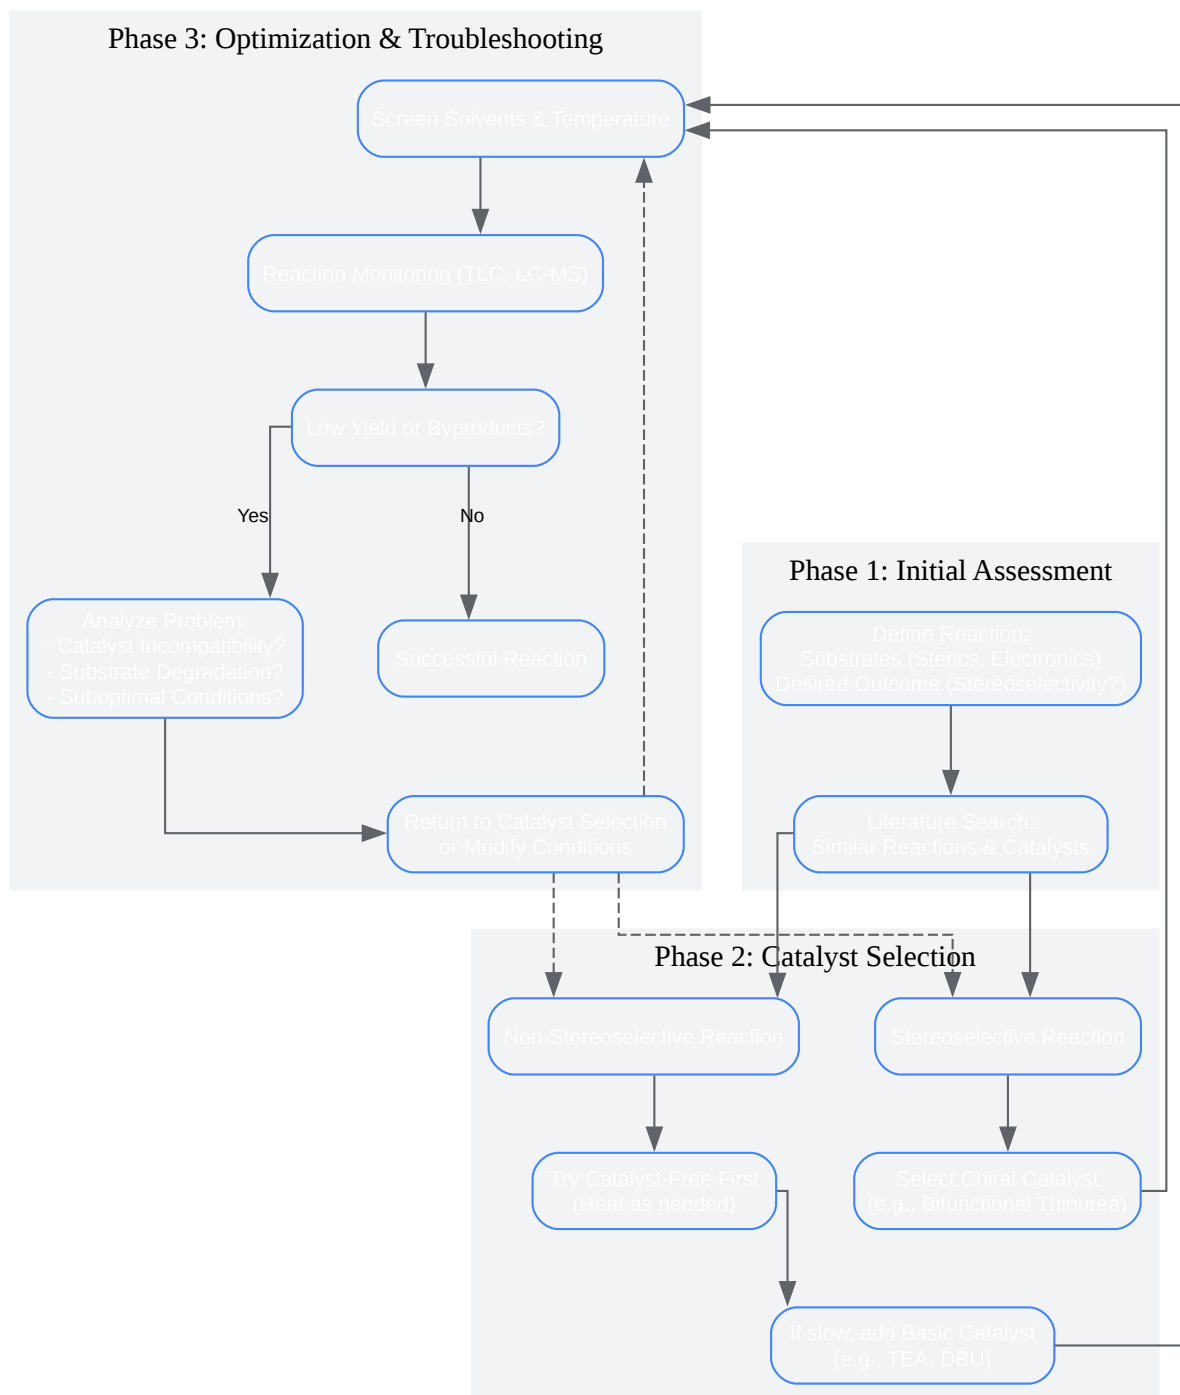 Phase 3: Optimization & Troubleshooting
Screen Solvents & Temperature
Reaction Monitoring (TLC, LC-MS)
Low Yield or Byproducts?
Yes
No
Analyze Problem:
- Catalyst Incompatibility?
- Substrate Degradation?
- Suboptimal Conditions?
Successful Reaction
Return to Catalyst Selection
or Modify Conditions
Phase 1: Initial Assessment
Define Reaction:
Substrates (Sterics, Electronics)
Desired Outcome (Stereoselectivity?)
Literature Search:
Similar Reactions & Catalysts
Phase 2: Catalyst Selection
Non-Stereoselective Reaction
Stereoselective Reaction
Try Catalyst-Free First
(Heat as needed)
Select Chiral Catalyst
(e.g., Bifunctional Thiourea)
If slow, add Basic Catalyst
(e.g., TEA, DBU)